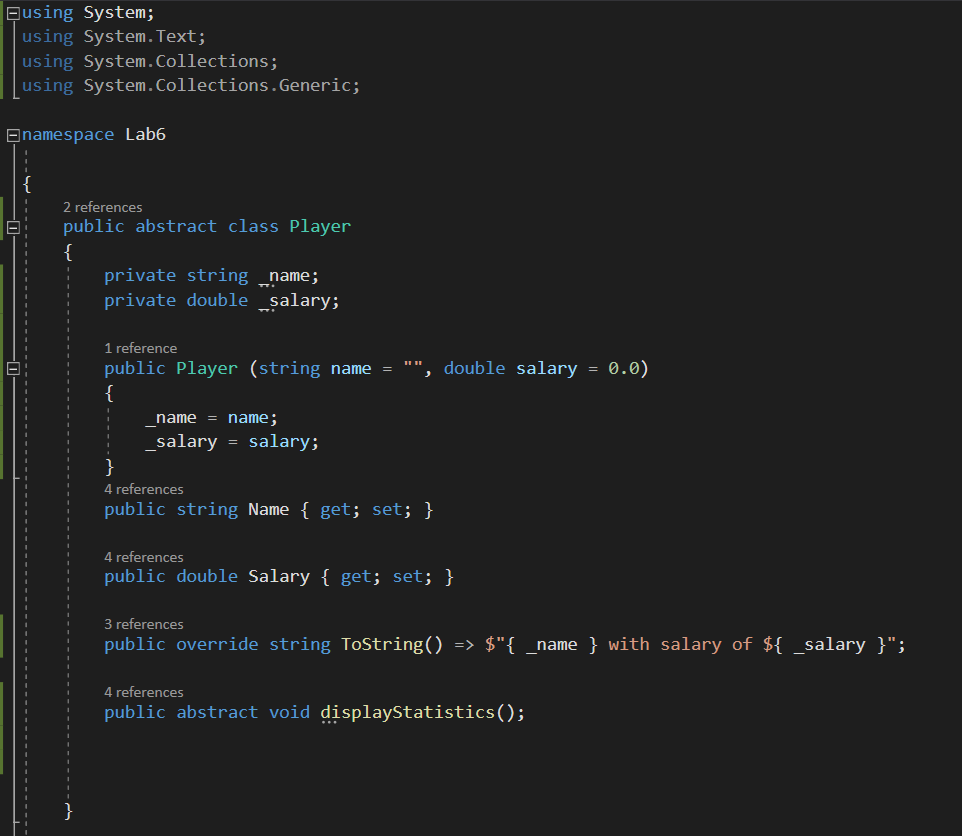 using System;
using System.Text;
using System.Collections;
using System.Collections.Generic;
namespace Lab6
{
2 references
public abstract class Player
{
private string _name;
private double _salary;
1 reference
public Player (string name = "", double salary = 0.0)
{
_name = name;
_salary = salary;
}
4 references
public string Name { get; set; }
4 references
public double Salary { get; set; }
3 references
public override string ToString() => $"{ _name } with salary of ${ _salary }";
4 references
public abstract void displayStatistics();
}